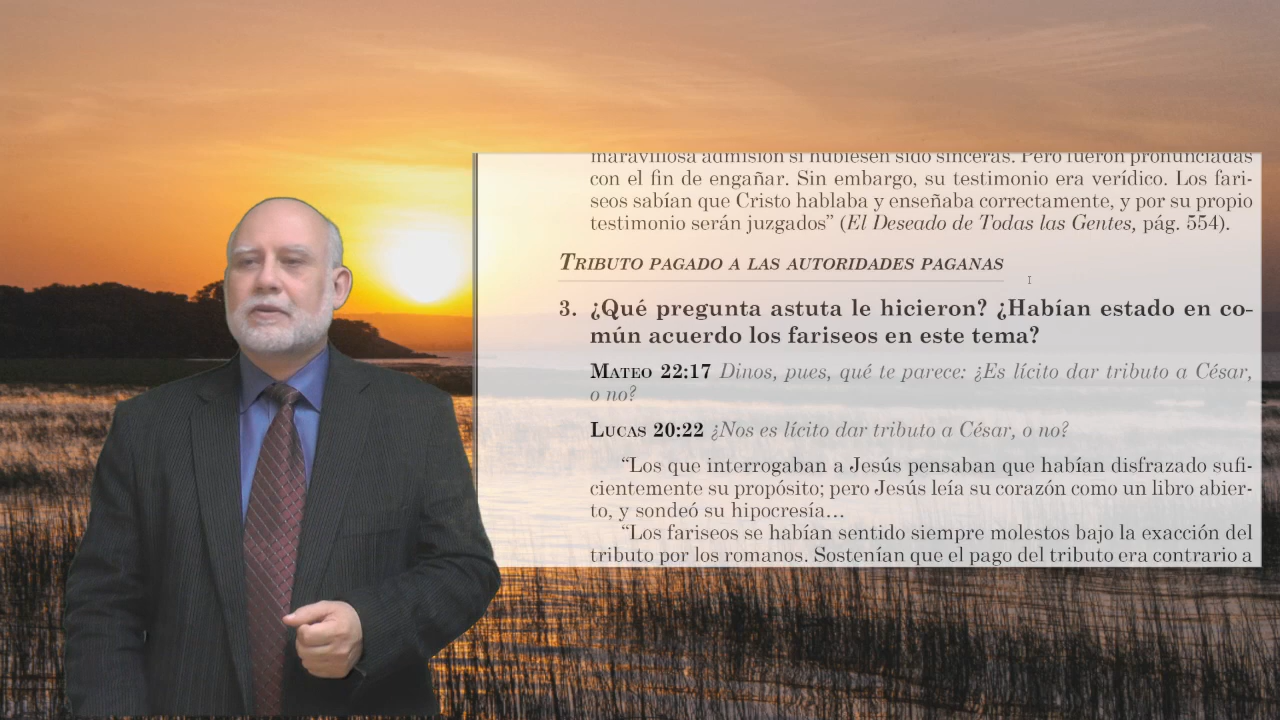 maravillosa admisión si hubiesen sido sinceras. Pero fueron pronunciadas
con el fin de engañar. Sin embargo, su testimonio era verídico. Los fari-
seos sabían que Cristo hablaba y enseñaba correctamente, y por su propio
testimonio serán juzgados” (El Deseado de Todas las Gentes, pág. 554).
TRIBUTO PAGADO A LAS AUTORIDADES PAGANAS
3. ¿Qué pregunta astuta le hicieron? ¿Habían estado en co-
mún acuerdo los fariseos en este tema?
MATEO 22:17 Dinos, pues, qué te parece: ¿Es lícito dar tributo a César,
o no?
LUCAS 20:22 ¿Nos es lícito dar tributo a César, o no?
“Los que interrogaban a Jesús pensaban que habían disfrazado sufi-
cientemente su propósito; pero Jesús leía su corazón como un libro abier-
to, y sondeó su hipocresía…
“Los fariseos se habían sentido siempre molestos bajo la exacción del
tributo por los romanos. Sostenían que el pago del tributo era contrario a